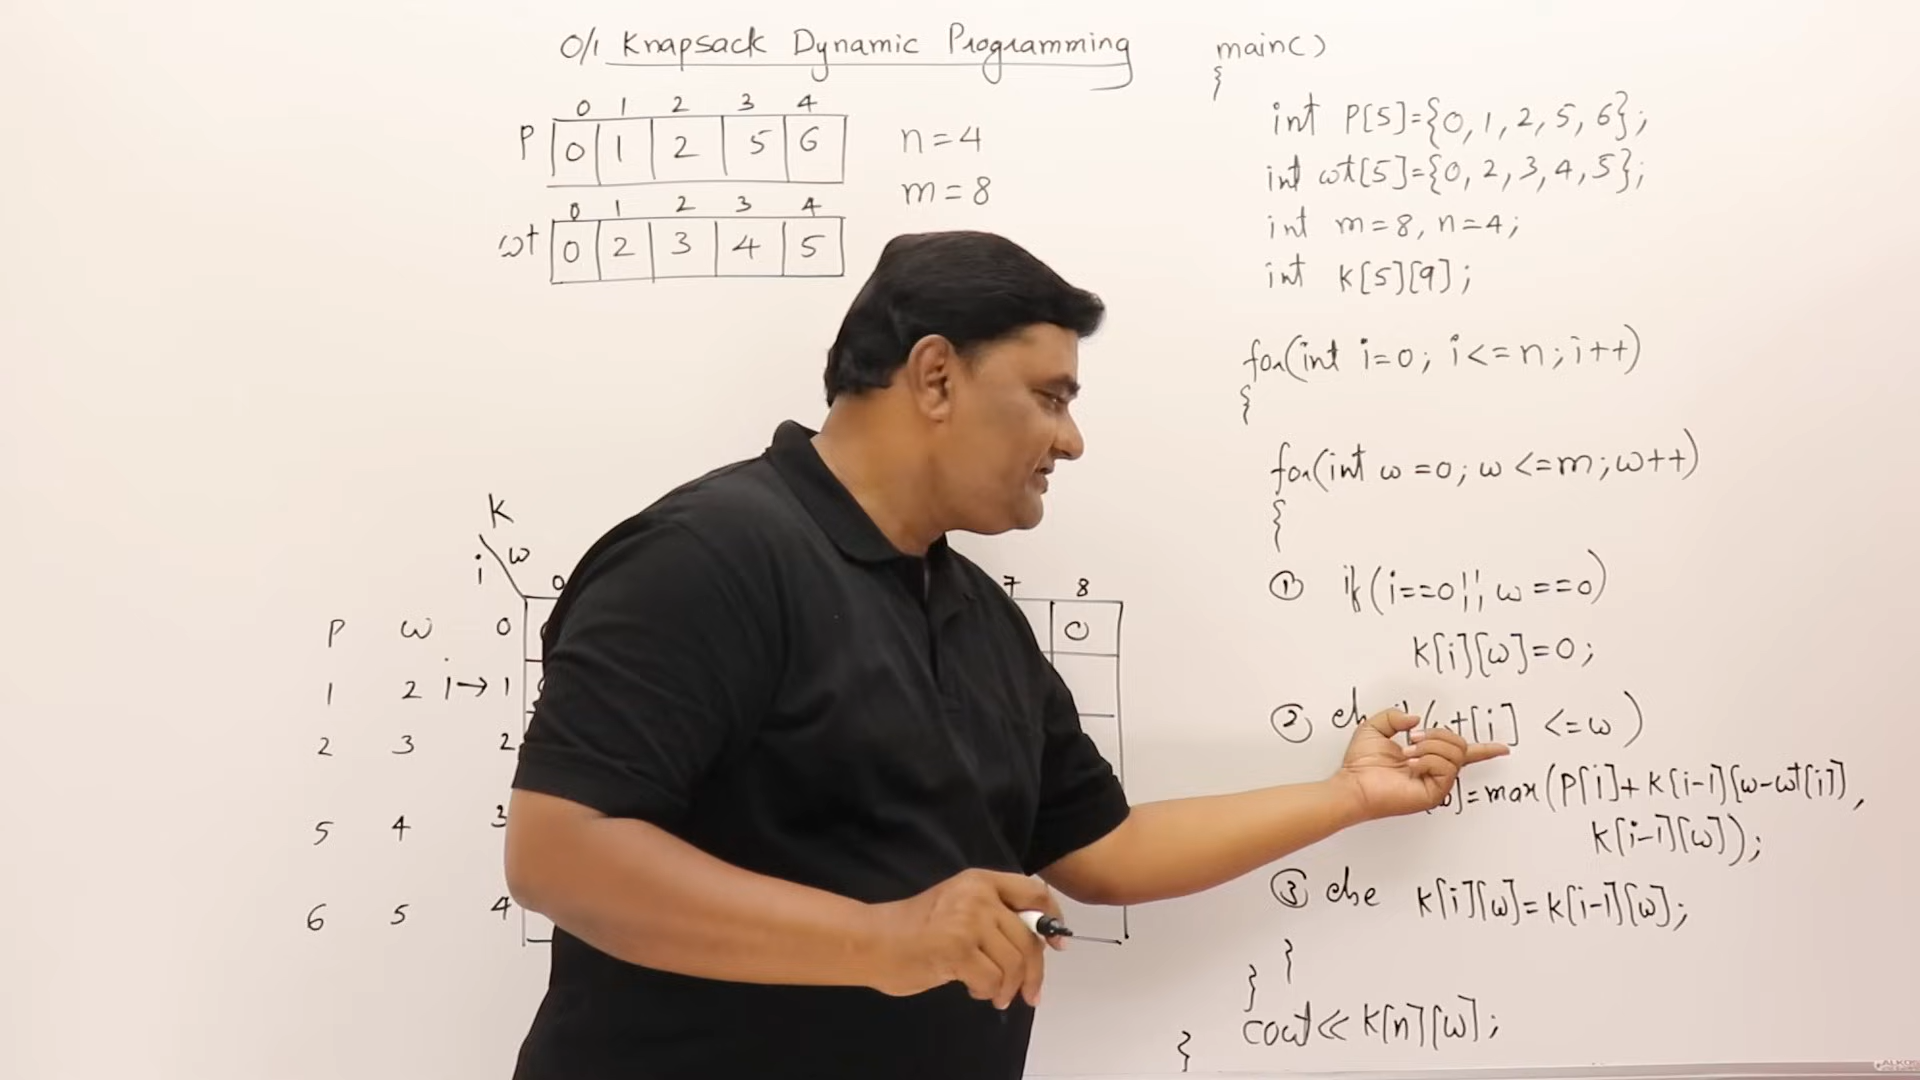 0/1 Knapsack Dynamic Programming
0 1 2 3 4
P 0 1 2 5 6
n=4
0 1 2 3 4
m=8
wt 0 2 3 4 5
K
i w
0 7 8
P w 0 0
1 2 i→ 1
2 3 2
5 4 3
6 5 4
main()
{
int P[5]={0,1,2,5,6};
int wt[5]={0,2,3,4,5};
int m=8, n=4;
int K[5][9];
for(int i=0; i<=n; i++)
{
for(int w=0; w<=m; w++)
{
① if(i==0||w==0)
K[i][w]=0;
② [i] <=w)
]=max(P[i]+K[i-1][w-wt[i]],
K[i-1][w]);
③ else K[i][w]=K[i-1][w];
}
}
cout<<K[n][w];
}